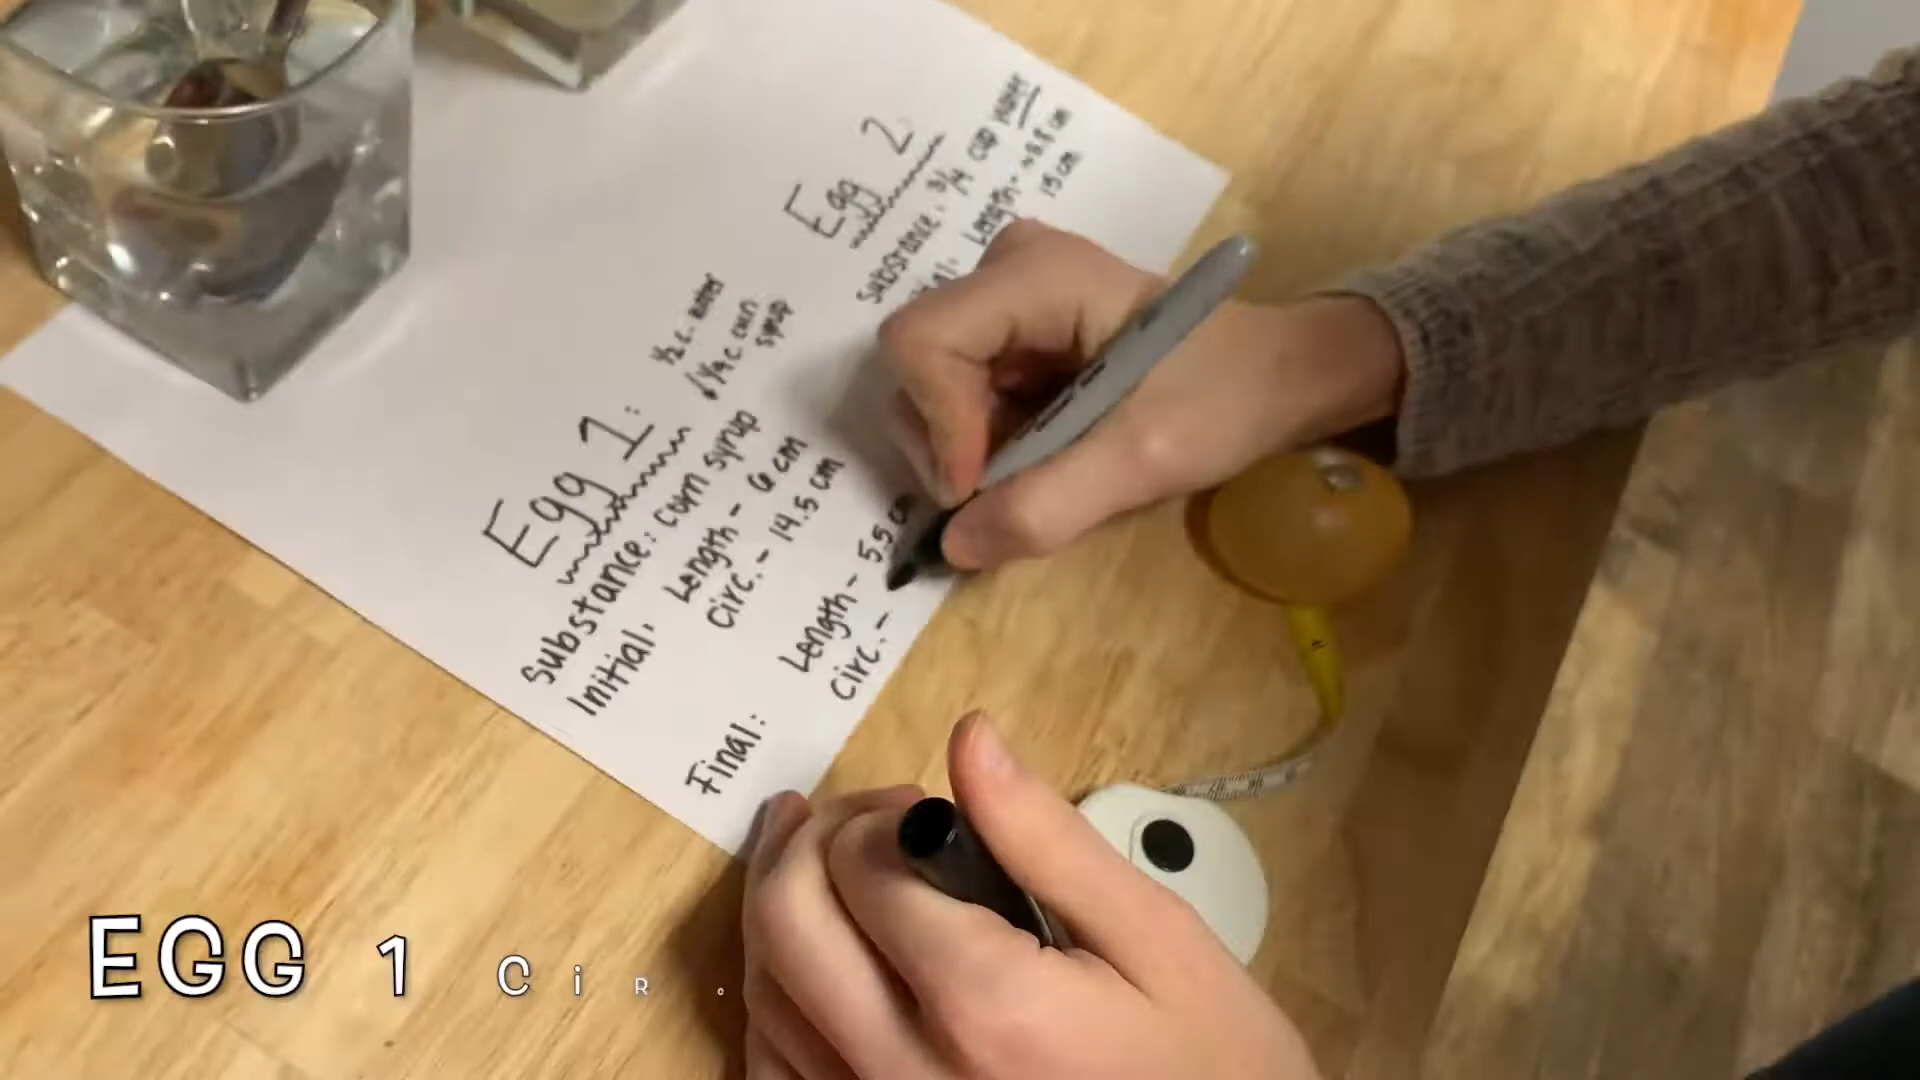 Egg 1:
½ c. water
¼ c. corn
syrup
Substance: corn syrup
Initial: Length - 6 cm
Circ. - 14.5 cm
Final: Length - 5.5 cm
Circ. -
Egg 2
Substance: 3/4 cup water
Length -
15 cm
EGG 1 CiR.